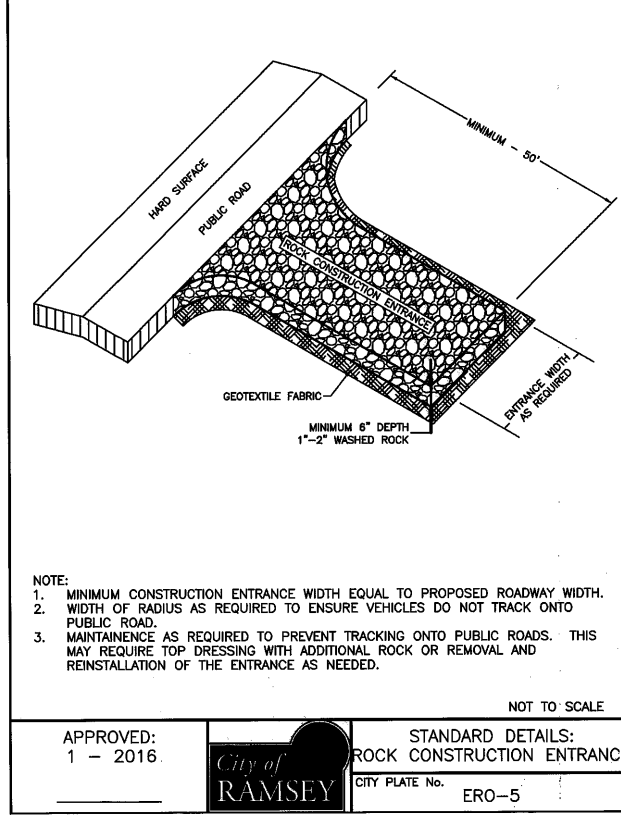 MINIMUM - 50'
HARD SURFACE
PUBLIC ROAD
ROCK CONSTRUCTION ENTRANCE
GEOTEXTILE FABRIC
ENTRANCE WIDTH
AS REQUIRED
MINIMUM 6" DEPTH
1"-2" WASHED ROCK
NOTE:
1. MINIMUM CONSTRUCTION ENTRANCE WIDTH EQUAL TO PROPOSED ROADWAY WIDTH.
2. WIDTH OF RADIUS AS REQUIRED TO ENSURE VEHICLES DO NOT TRACK ONTO
PUBLIC ROAD.
3. MAINTAINENCE AS REQUIRED TO PREVENT TRACKING ONTO PUBLIC ROADS. THIS
MAY REQUIRE TOP DRESSING WITH ADDITIONAL ROCK OR REMOVAL AND
REINSTALLATION OF THE ENTRANCE AS NEEDED.
NOT TO SCALE
APPROVED:
1 - 2016
City of
RAMSEY
STANDARD DETAILS:
ROCK CONSTRUCTION ENTRANC
CITY PLATE No.
ERO-5